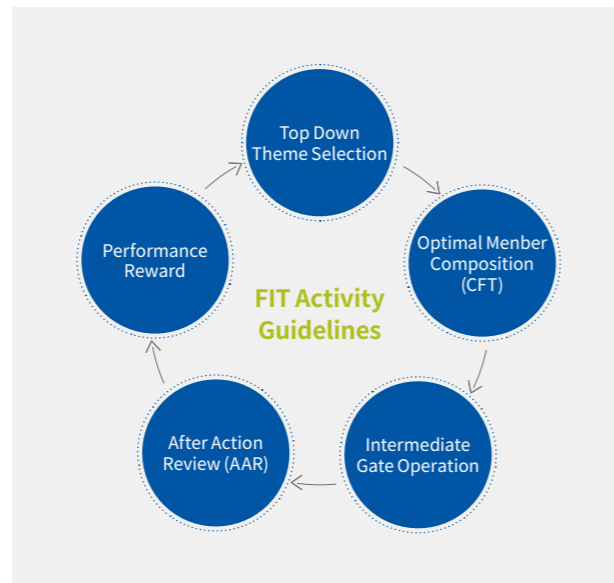 Top Down
Theme Selection
Optimal Menber
Composition
(CFT)
Intermediate
Gate Operation
After Action
Review (AAR)
Performance
Reward
FIT Activity
Guidelines